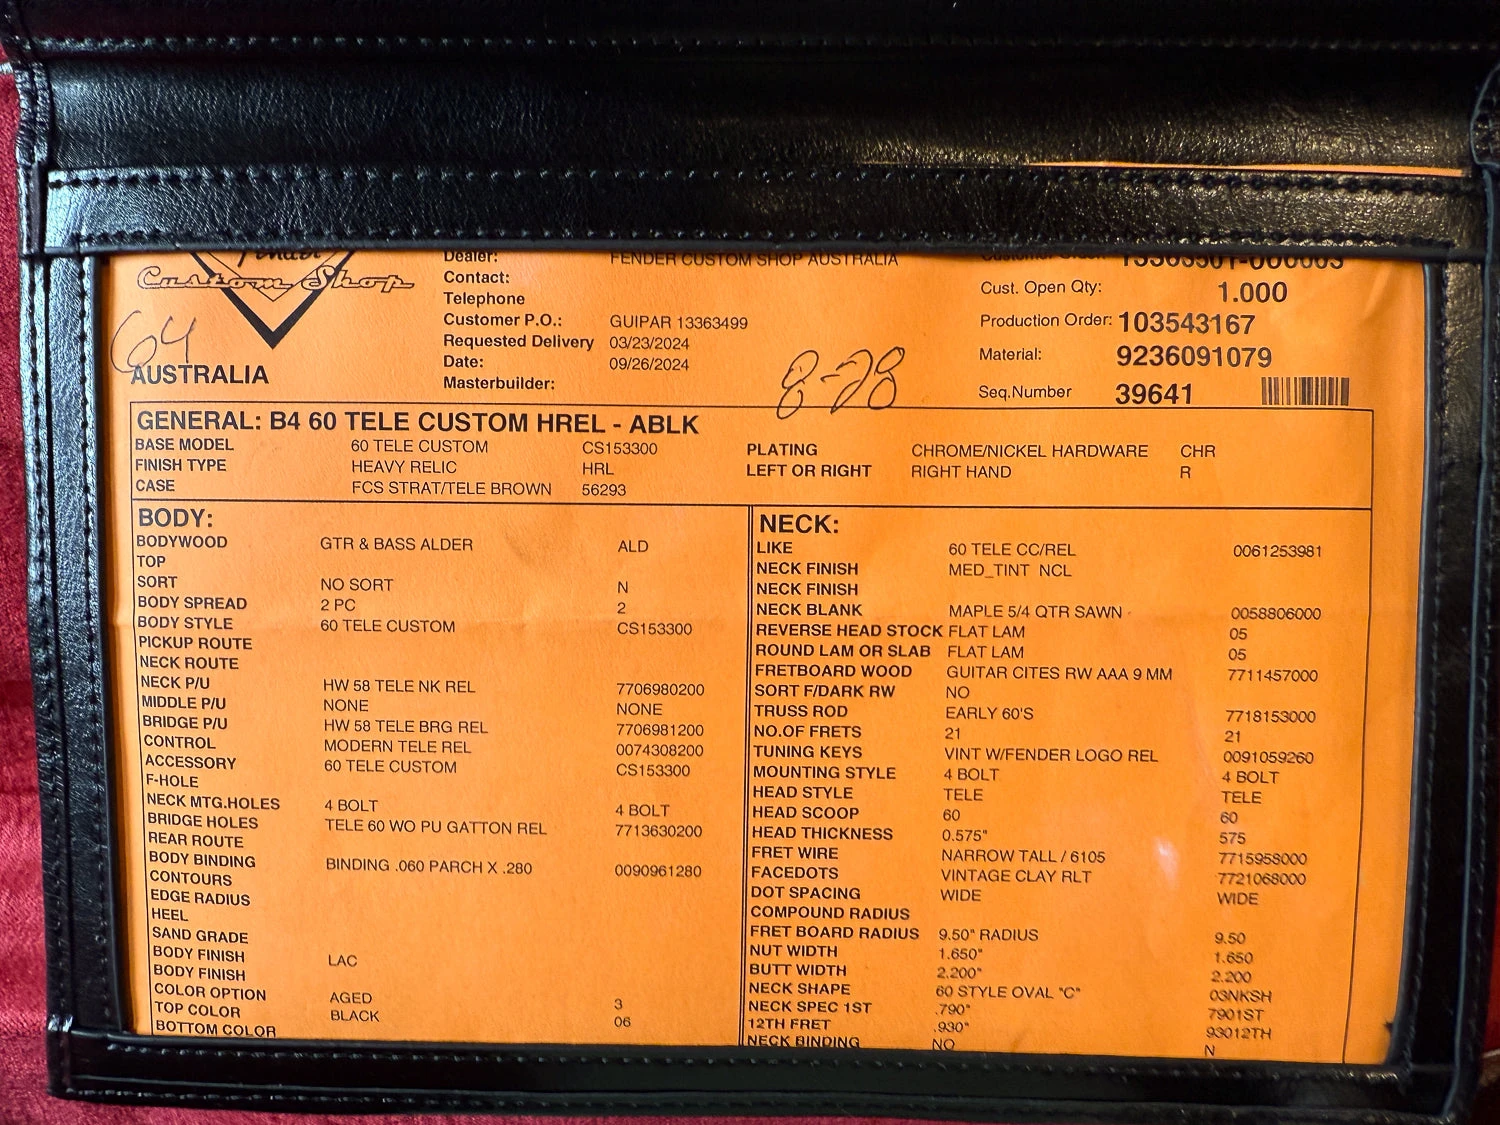 Fender
Custom Shop
64
AUSTRALIA
Dealer: FENDER CUSTOM SHOP AUSTRALIA
Contact:
Telephone
Customer P.O.: GUIPAR 13363499
Requested Delivery 03/23/2024
Date: 09/26/2024
Masterbuilder:
8-28
Cust. Open Qty: 1.000
Production Order: 103543167
Material: 9236091079
Seq.Number 39641
GENERAL: B4 60 TELE CUSTOM HREL - ABLK
BASE MODEL 60 TELE CUSTOM CS153300
FINISH TYPE HEAVY RELIC HRL
CASE FCS STRAT/TELE BROWN 56293
PLATING CHROME/NICKEL HARDWARE CHR
LEFT OR RIGHT RIGHT HAND R
BODY:
BODYWOOD GTR & BASS ALDER ALD
TOP
SORT NO SORT N
BODY SPREAD 2 PC 2
BODY STYLE 60 TELE CUSTOM CS153300
PICKUP ROUTE
NECK ROUTE
NECK P/U HW 58 TELE NK REL 7706980200
MIDDLE P/U NONE NONE
BRIDGE P/U HW 58 TELE BRG REL 7706981200
CONTROL MODERN TELE REL 0074308200
ACCESSORY 60 TELE CUSTOM CS153300
F-HOLE
NECK MTG.HOLES 4 BOLT 4 BOLT
BRIDGE HOLES TELE 60 WO PU GATTON REL 7713630200
REAR ROUTE
BODY BINDING BINDING .060 PARCH X .280 0090961280
CONTOURS
EDGE RADIUS
HEEL
SAND GRADE
BODY FINISH LAC
BODY FINISH
COLOR OPTION AGED 3
TOP COLOR BLACK 06
BOTTOM COLOR
NECK:
LIKE 60 TELE CC/REL 0061253981
NECK FINISH MED_TINT NCL
NECK FINISH
NECK BLANK MAPLE 5/4 QTR SAWN 0058806000
REVERSE HEAD STOCK FLAT LAM 05
ROUND LAM OR SLAB FLAT LAM 05
FRETBOARD WOOD GUITAR CITES RW AAA 9 MM 7711457000
SORT F/DARK RW NO
TRUSS ROD EARLY 60'S 7718153000
NO.OF FRETS 21 21
TUNING KEYS VINT W/FENDER LOGO REL 0091059260
MOUNTING STYLE 4 BOLT 4 BOLT
HEAD STYLE TELE TELE
HEAD SCOOP 60 60
HEAD THICKNESS 0.575" 575
FRET WIRE NARROW TALL / 6105 7715958000
FACEDOTS VINTAGE CLAY RLT 7721068000
DOT SPACING WIDE WIDE
COMPOUND RADIUS
FRET BOARD RADIUS 9.50" RADIUS 9.50
NUT WIDTH 1.650" 1.650
BUTT WIDTH 2.200" 2.200
NECK SHAPE 60 STYLE OVAL "C" 03NKSH
NECK SPEC 1ST .790" 7901ST
12TH FRET .930" 93012TH
NECK BINDING NO N